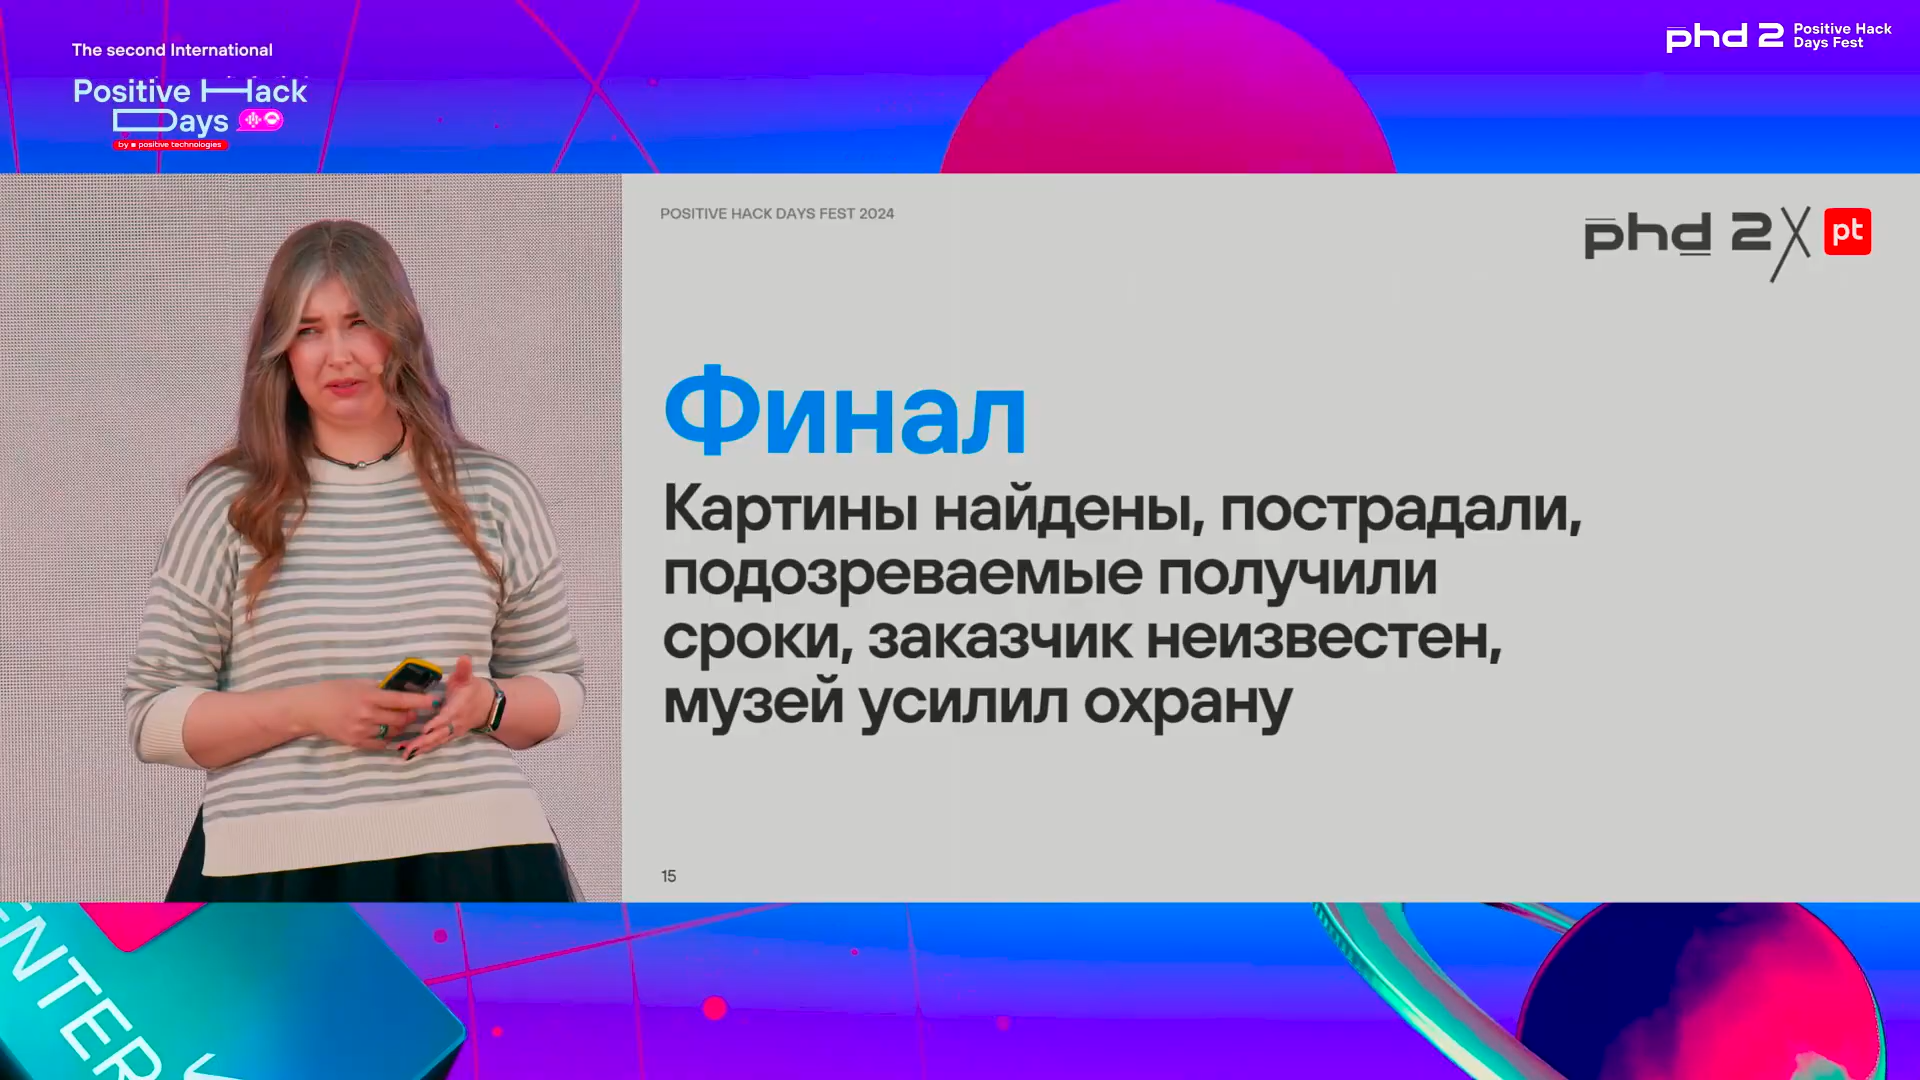 The second International
Positive Hack
Days
by positive technologies
phd 2 Positive Hack
Days Fest
POSITIVE HACK DAYS FEST 2024
phd 2 pt
Финал
Картины найдены, пострадали,
подозреваемые получили
сроки, заказчик неизвестен,
музей усилил охрану
15
ENTER